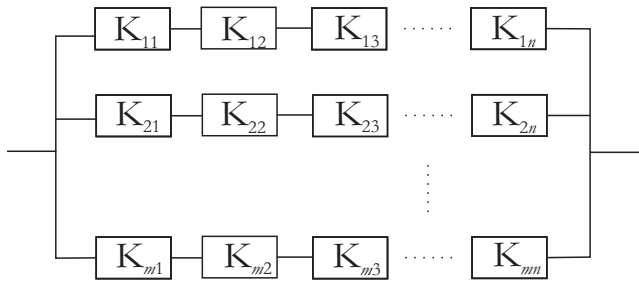 K11 K12 K13 ...... K1n
K21 K22 K23 ...... K2n
Km1 Km2 Km3 ...... Kmn